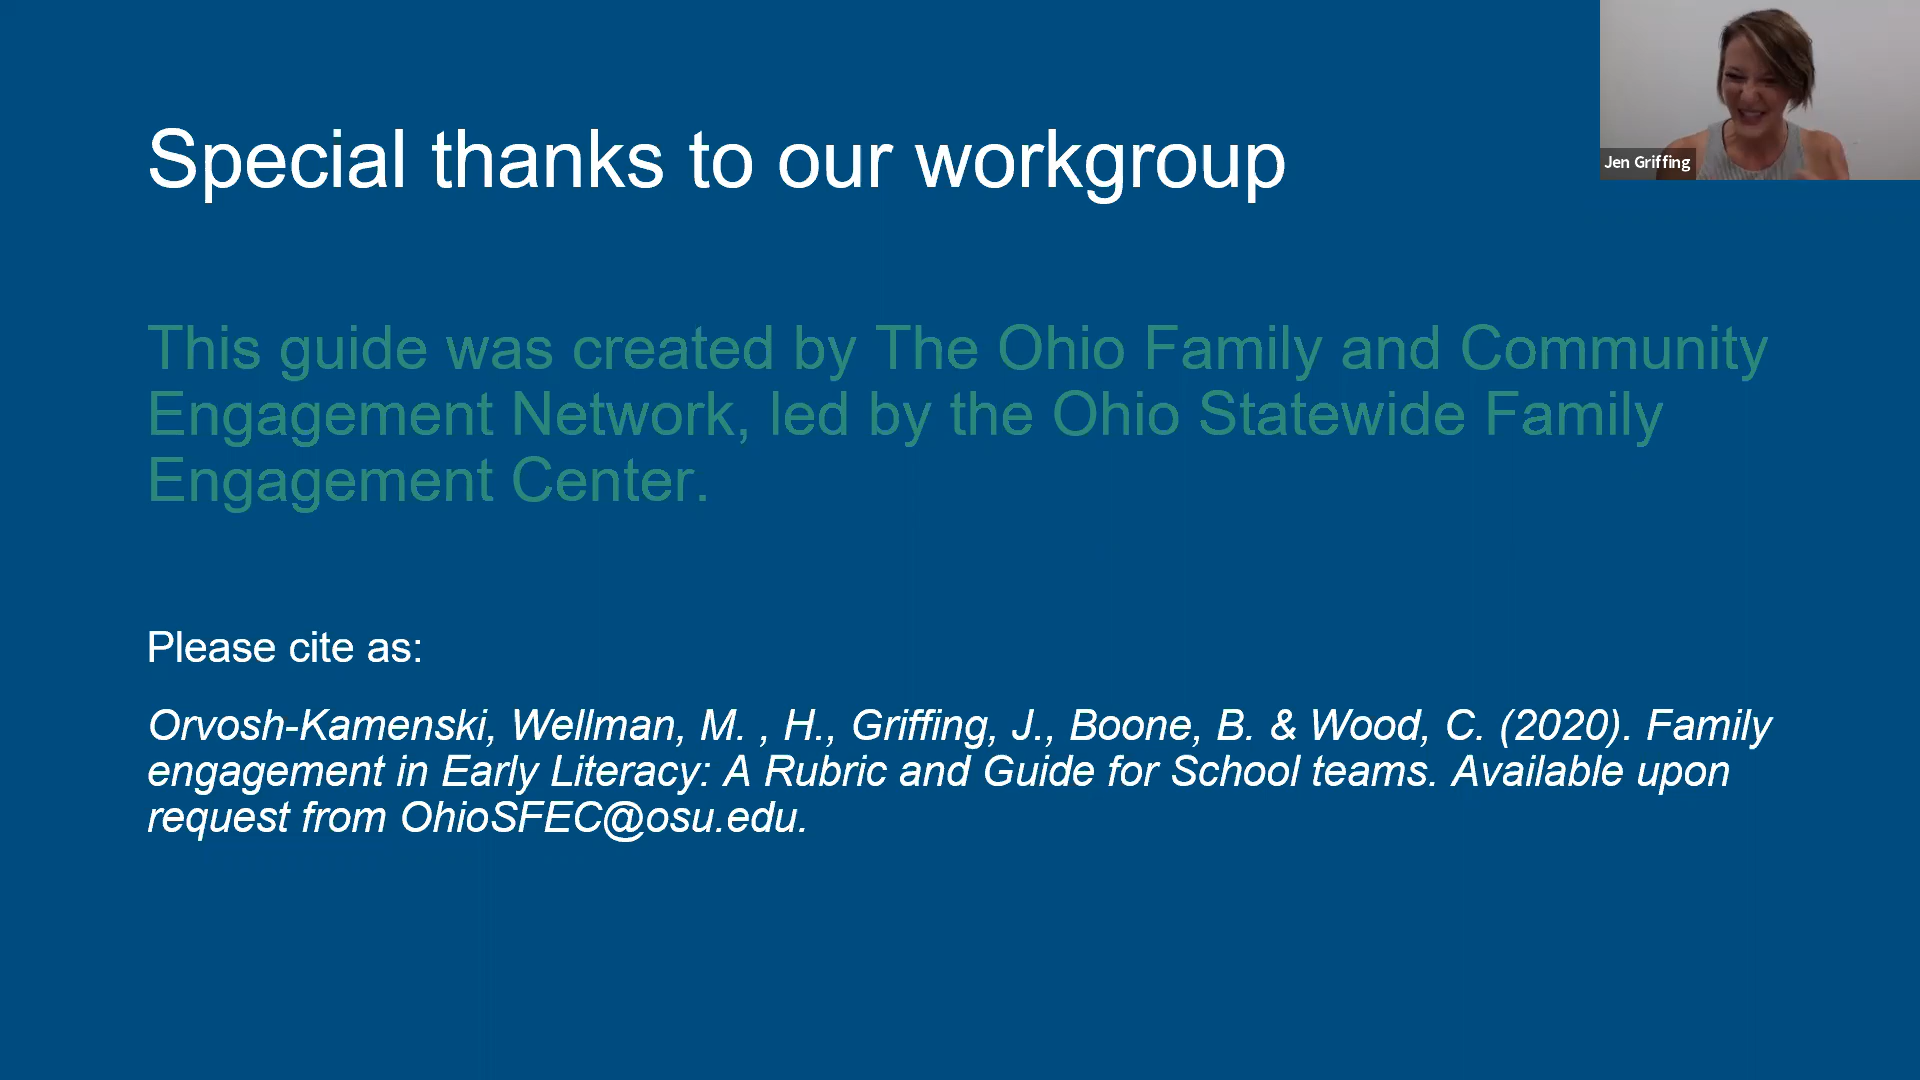 Special thanks to our workgroup
Jen Griffing
This guide was created by The Ohio Family and Community
Engagement Network, led by the Ohio Statewide Family
Engagement Center.
Please cite as:
Orvosh-Kamenski, Wellman, M. , H., Griffing, J., Boone, B. & Wood, C. (2020). Family
engagement in Early Literacy: A Rubric and Guide for School teams. Available upon
request from OhioSFEC@osu.edu.